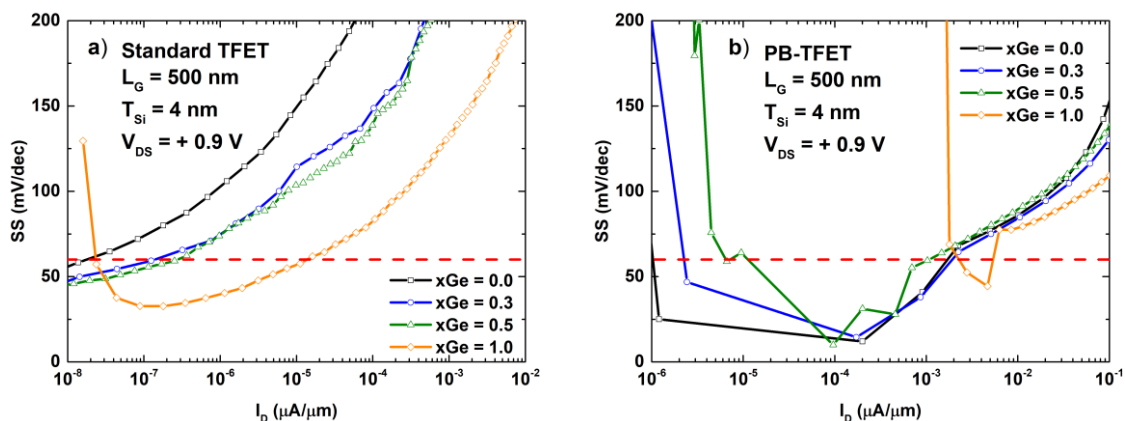 a) Standard TFET
L_G = 500 nm
T_Si = 4 nm
V_DS = + 0.9 V
xGe = 0.0
xGe = 0.3
xGe = 0.5
xGe = 1.0
SS (mV/dec)
200
150
100
50
0
10^-8 10^-7 10^-6 10^-5 10^-4 10^-3 10^-2
I_D (µA/µm)
b) PB-TFET
L_G = 500 nm
T_Si = 4 nm
V_DS = + 0.9 V
xGe = 0.0
xGe = 0.3
xGe = 0.5
xGe = 1.0
SS (mV/dec)
200
150
100
50
0
10^-6 10^-5 10^-4 10^-3 10^-2 10^-1
I_D (µA/µm)